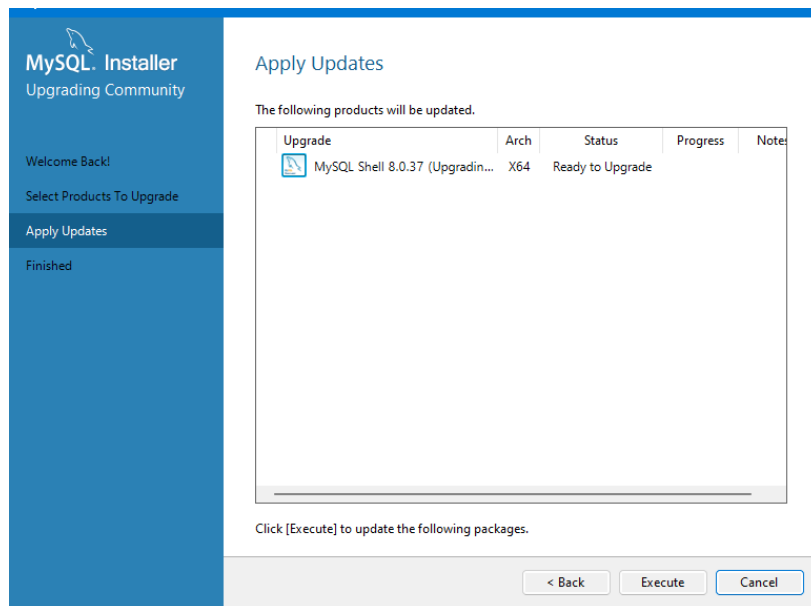 MySQL. Installer
Upgrading Community
Welcome Back!
Select Products To Upgrade
Apply Updates
Finished
Apply Updates
The following products will be updated.
Upgrade Arch Status Progress Notes
MySQL Shell 8.0.37 (Upgradin... X64 Ready to Upgrade
Click [Execute] to update the following packages.
< Back Execute Cancel